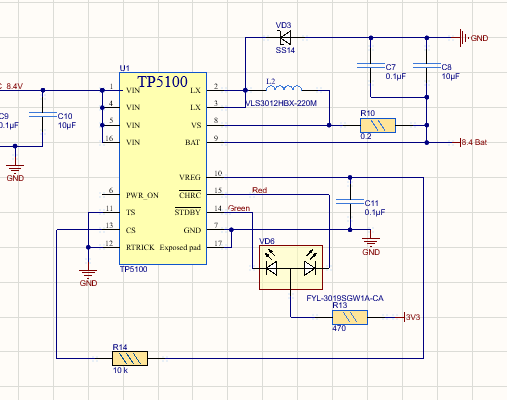 VD3
SS14
GND
C7
0.1µF
C8
10µF
U1
TP5100
8.4V
1 VIN LX 2
4 VIN LX 3
5 VIN VS 8
16 VIN BAT 9
VREG 10
6 PWR_ON CHRC 15
11 TS STDBY 14
13 CS GND 7
12 RTRICK Exposed pad 17
TP5100
L2
VLS3012HBX-220M
R10
0.2
8.4 Bat
C9
0.1µF
C10
10µF
GND
Red
Green
C11
0.1µF
GND
VD6
FYL-3019SGW1A-CA
R13
470
3V3
GND
R14
10 k